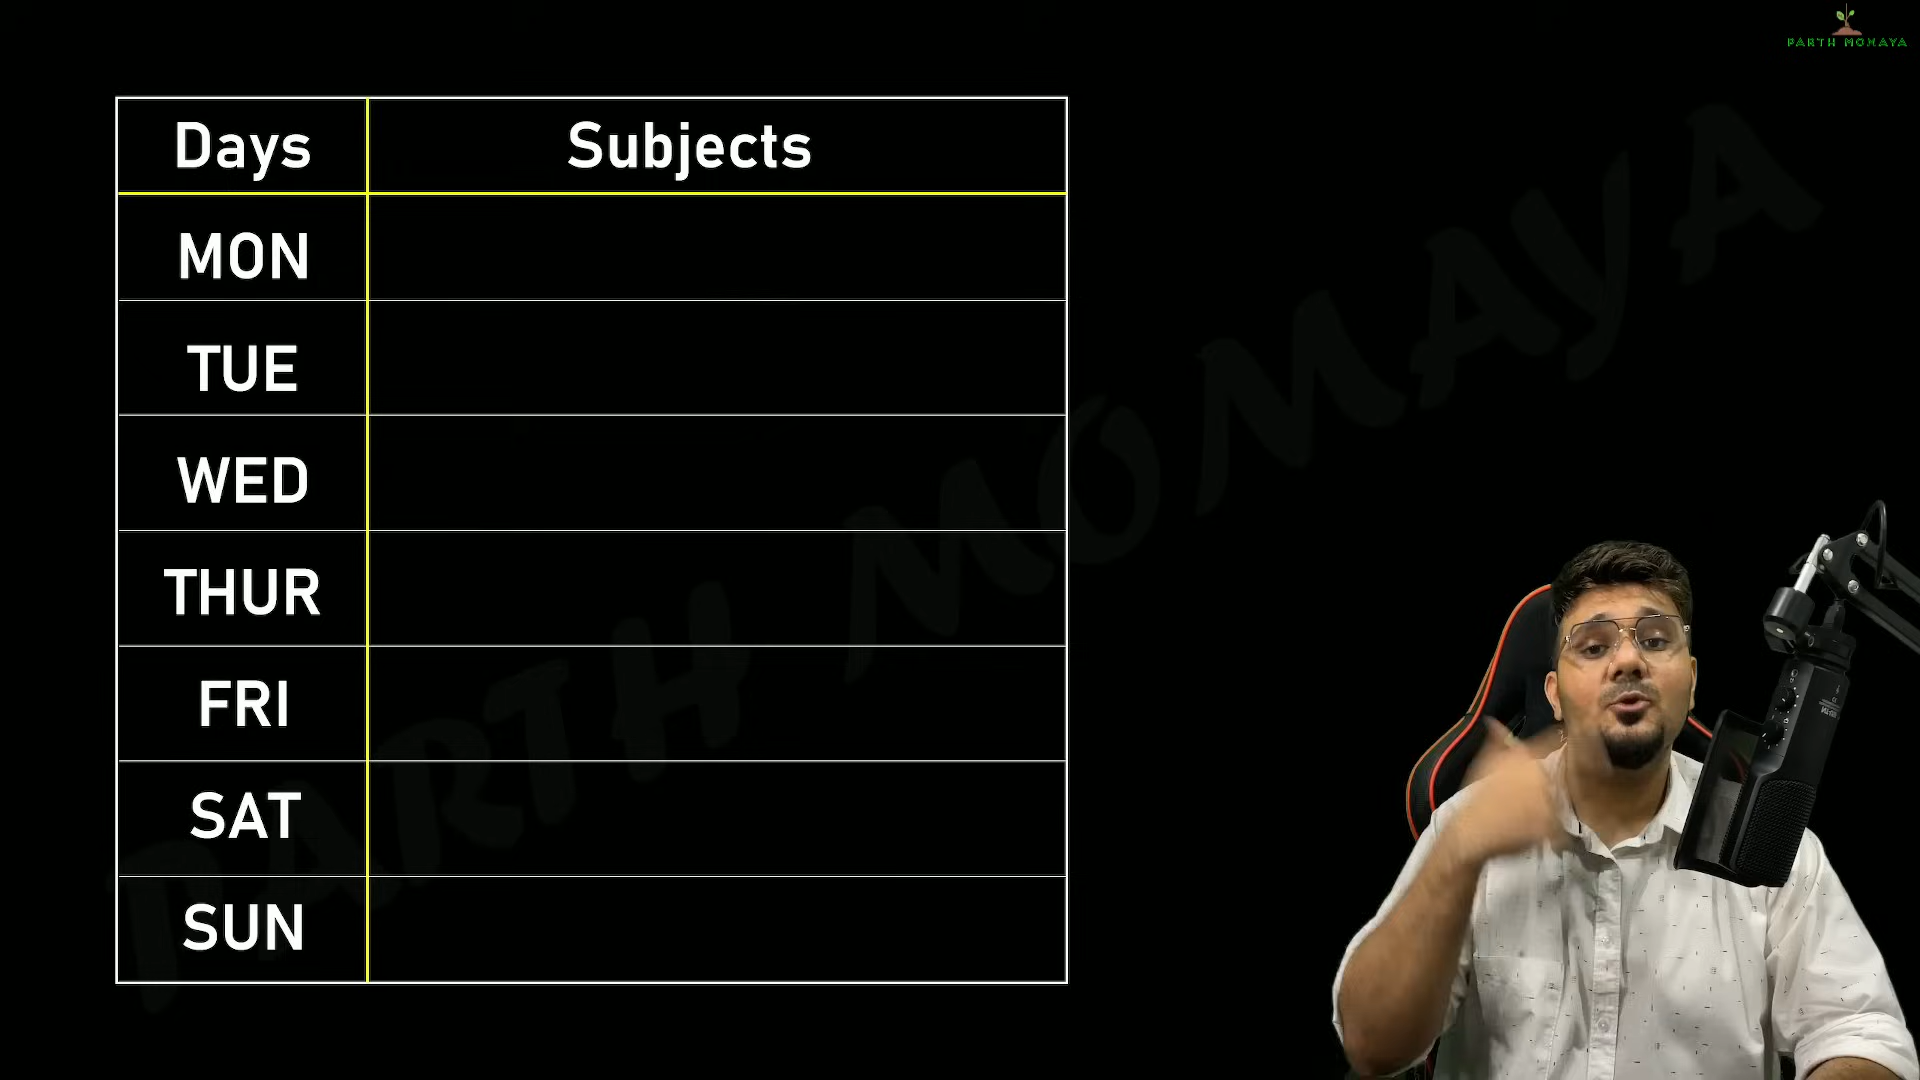 PARTH MOMAYA
Days Subjects
MON
TUE
WED
THUR
FRI
SAT
SUN
PARTH MOMAYA